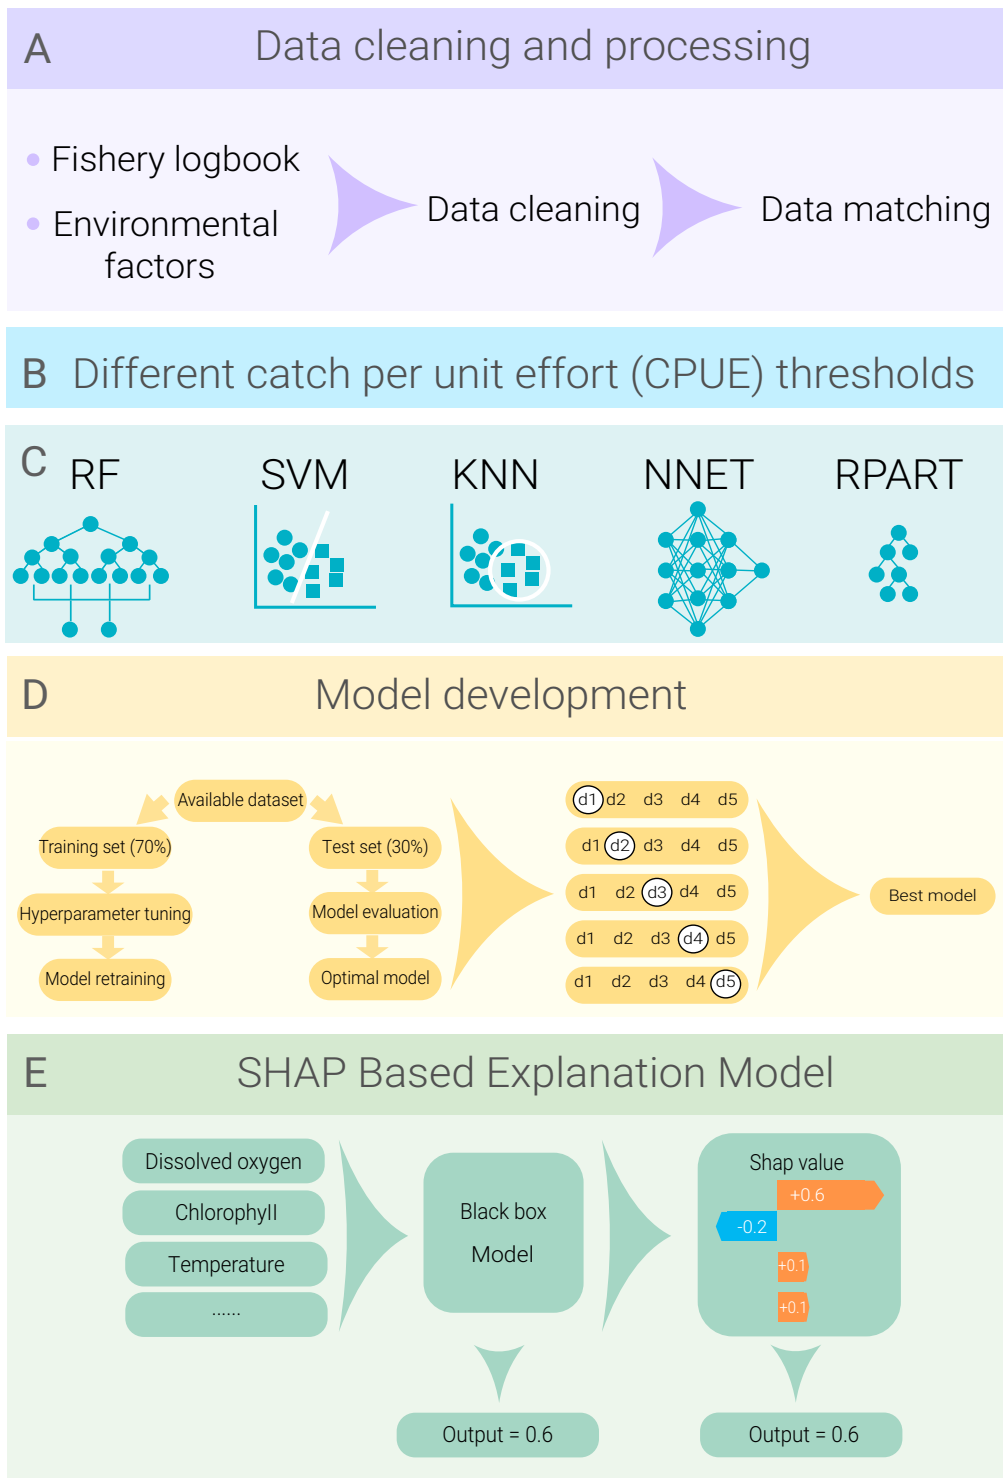 A Data cleaning and processing
Fishery logbook
Environmental
factors
Data cleaning
Data matching
B Different catch per unit effort (CPUE) thresholds
C RF SVM KNN NNET RPART
D Model development
Available dataset
Training set (70%)
Test set (30%)
Hyperparameter tuning
Model evaluation
Model retraining
Optimal model
d1 d2 d3 d4 d5
d1 d2 d3 d4 d5
d1 d2 d3 d4 d5
d1 d2 d3 d4 d5
d1 d2 d3 d4 d5
Best model
E SHAP Based Explanation Model
Dissolved oxygen
ChlorophyII
Temperature
......
Black box
Model
Shap value
+0.6
-0.2
+0.1
+0.1
Output = 0.6
Output = 0.6